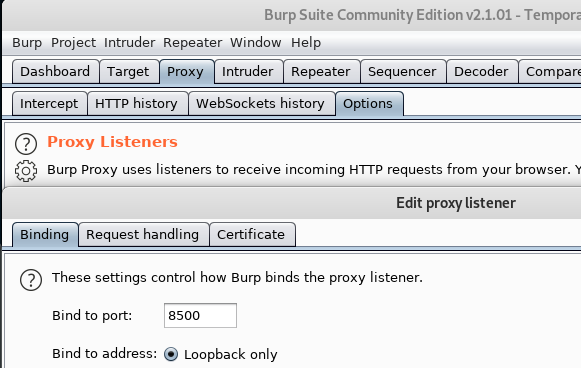 Burp Suite Community Edition v2.1.01 - Tempora
Burp Project Intruder Repeater Window Help
Dashboard Target Proxy Intruder Repeater Sequencer Decoder Compare
Intercept HTTP history WebSockets history Options
? Proxy Listeners
Burp Proxy uses listeners to receive incoming HTTP requests from your browser. Y
Edit proxy listener
Binding Request handling Certificate
? These settings control how Burp binds the proxy listener.
Bind to port: 8500
Bind to address: Loopback only